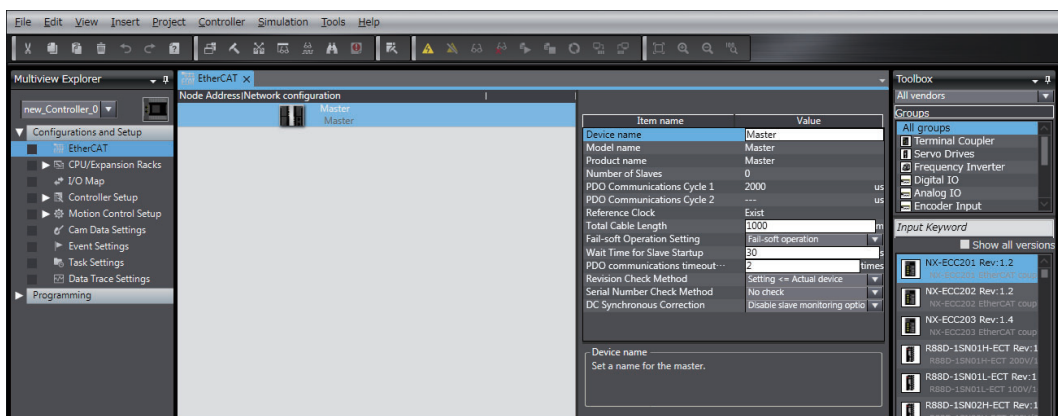 File Edit View Insert Project Controller Simulation Tools Help
Multiview Explorer
new_Controller_0
Configurations and Setup
EtherCAT
CPU/Expansion Racks
I/O Map
Controller Setup
Motion Control Setup
Cam Data Settings
Event Settings
Task Settings
Data Trace Settings
Programming
EtherCAT
Node Address|Network configuration
Master
Master
Item name Value
Device name Master
Model name Master
Product name Master
Number of Slaves 0
PDO Communications Cycle 1 2000 us
PDO Communications Cycle 2 --- us
Reference Clock Exist
Total Cable Length 1000 m
Fail-soft Operation Setting Fail-soft operation
Wait Time for Slave Startup 30 s
PDO communications timeout··· 2 times
Revision Check Method Setting <= Actual device
Serial Number Check Method No check
DC Synchronous Correction Disable slave monitoring optio
Device name
Set a name for the master.
Toolbox
All vendors
Groups
All groups
Terminal Coupler
Servo Drives
Frequency Inverter
Digital IO
Analog IO
Encoder Input
Input Keyword
Show all versions
NX-ECC201 Rev:1.2
NX-ECC201 EtherCAT coup
NX-ECC202 Rev:1.2
NX-ECC202 EtherCAT coup
NX-ECC203 Rev:1.4
NX-ECC203 EtherCAT coup
R88D-1SN01H-ECT Rev:1
R88D-1SN01H-ECT 200V/1
R88D-1SN01L-ECT Rev:1
R88D-1SN01L-ECT 100V/1
R88D-1SN02H-ECT Rev:1